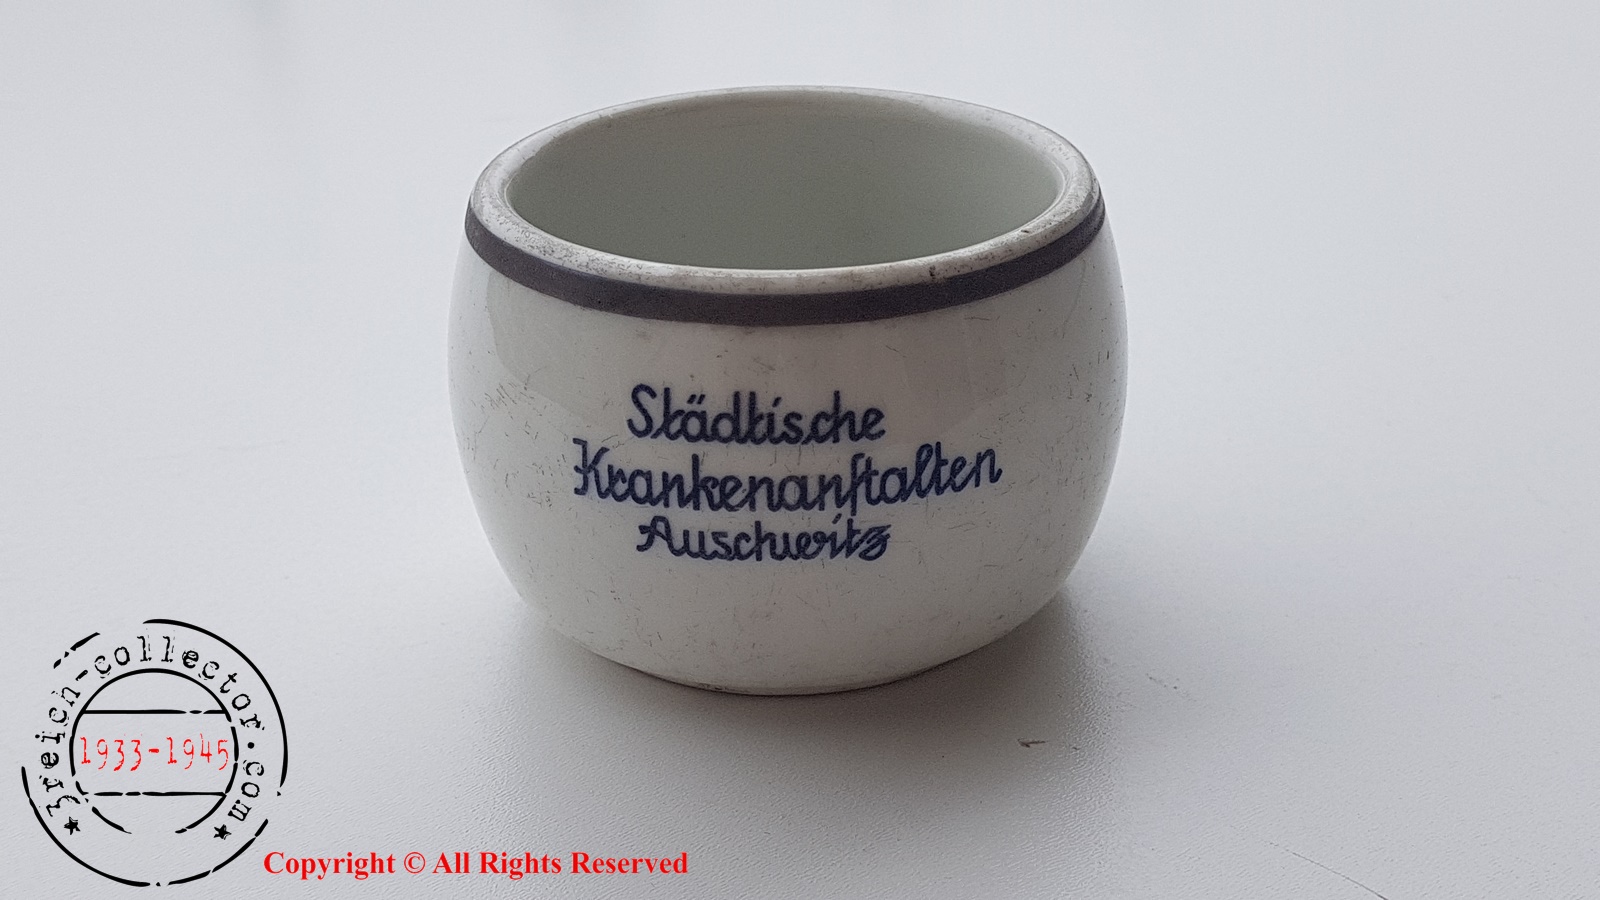 Städtische
Krankenanſtalten
Auschwitz
3reich-collector.com
1933-1945
Copyright © All Rights Reserved